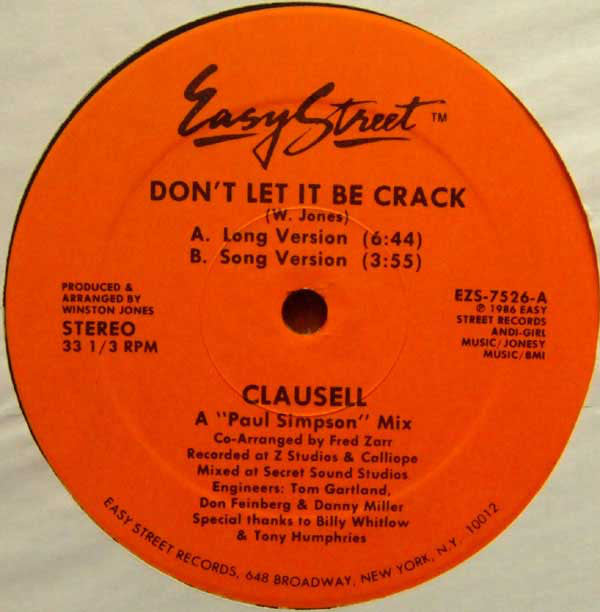 Easy Street ™
DON'T LET IT BE CRACK
(W. Jones)
A. Long Version (6:44)
B. Song Version (3:55)
PRODUCED &
ARRANGED BY
WINSTON JONES
STEREO
33 1/3 RPM
EZS-7526-A
℗ 1986 EASY
STREET RECORDS
ANDI-GIRL
MUSIC/JONESY
MUSIC/BMI
CLAUSELL
A "Paul Simpson" Mix
Co-Arranged by Fred Zarr
Recorded at Z Studios & Calliope
Mixed at Secret Sound Studios
Engineers: Tom Gartland,
Don Feinberg & Danny Miller
Special thanks to Billy Whitlow
& Tony Humphries
EASY STREET RECORDS, 648 BROADWAY, NEW YORK, N.Y. 10012